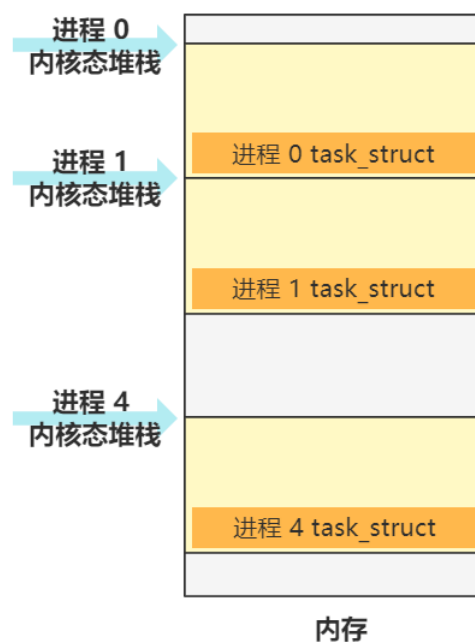 进程 0
内核态堆栈
进程 0 task_struct
进程 1
内核态堆栈
进程 1 task_struct
进程 4
内核态堆栈
进程 4 task_struct
内存